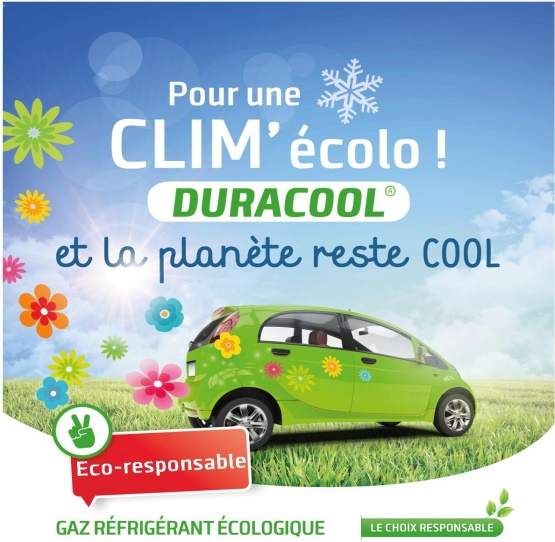 Pour une
CLIM' écolo !
DURACOOL®
et la planète reste COOL
Eco-responsable
GAZ RÉFRIGÉRANT ÉCOLOGIQUE
LE CHOIX RESPONSABLE